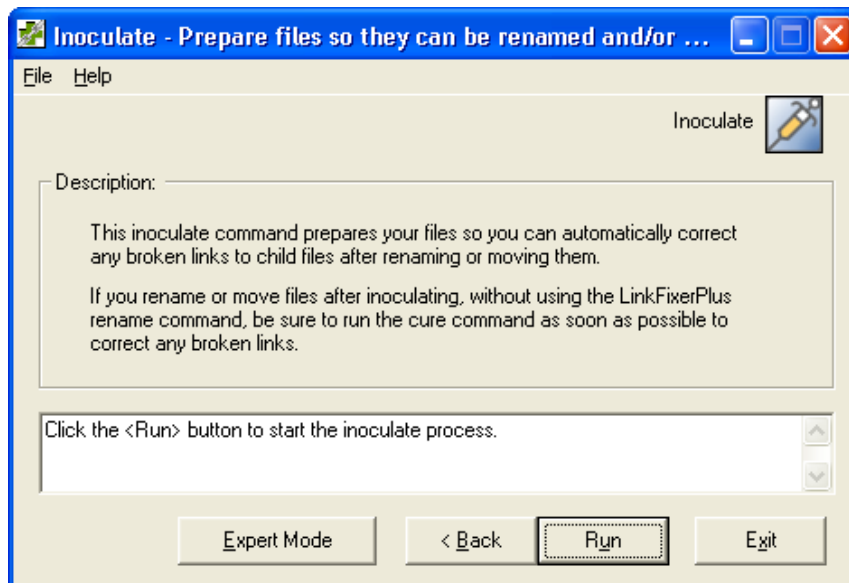 Inoculate - Prepare files so they can be renamed and/or ...
File Help
Inoculate
Description:
This inoculate command prepares your files so you can automatically correct
any broken links to child files after renaming or moving them.
If you rename or move files after inoculating, without using the LinkFixerPlus
rename command, be sure to run the cure command as soon as possible to
correct any broken links.
Click the <Run> button to start the inoculate process.
Expert Mode < Back Run Exit